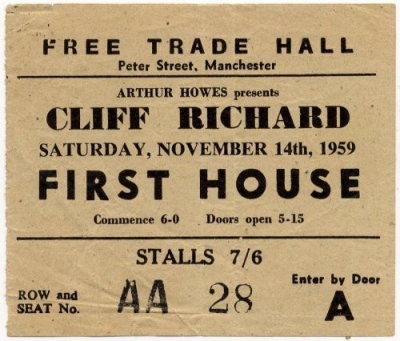 FREE TRADE HALL
Peter Street, Manchester
ARTHUR HOWES presents
CLIFF RICHARD
SATURDAY, NOVEMBER 14th, 1959
FIRST HOUSE
Commence 6-0 Doors open 5-15
STALLS 7/6
ROW and SEAT No. AA 28
Enter by Door
A